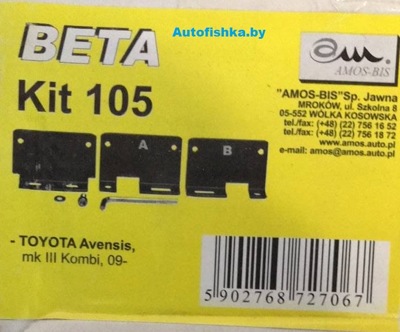 Autofishka.by
BETA
Kit 105
am
AMOS-BIS
"AMOS-BIS"Sp. Jawna
MROKÓW, ul. Szkolna 8
05-552 WÓLKA KOSOWSKA
tel./fax: (+48) (22) 756 16 52
tel./fax: (+48) (22) 756 18 72
www.amos.auto.pl
e-mail: amos@amos.auto.pl
A
B
- TOYOTA Avensis,
mk III Kombi, 09-
5 902768 727067